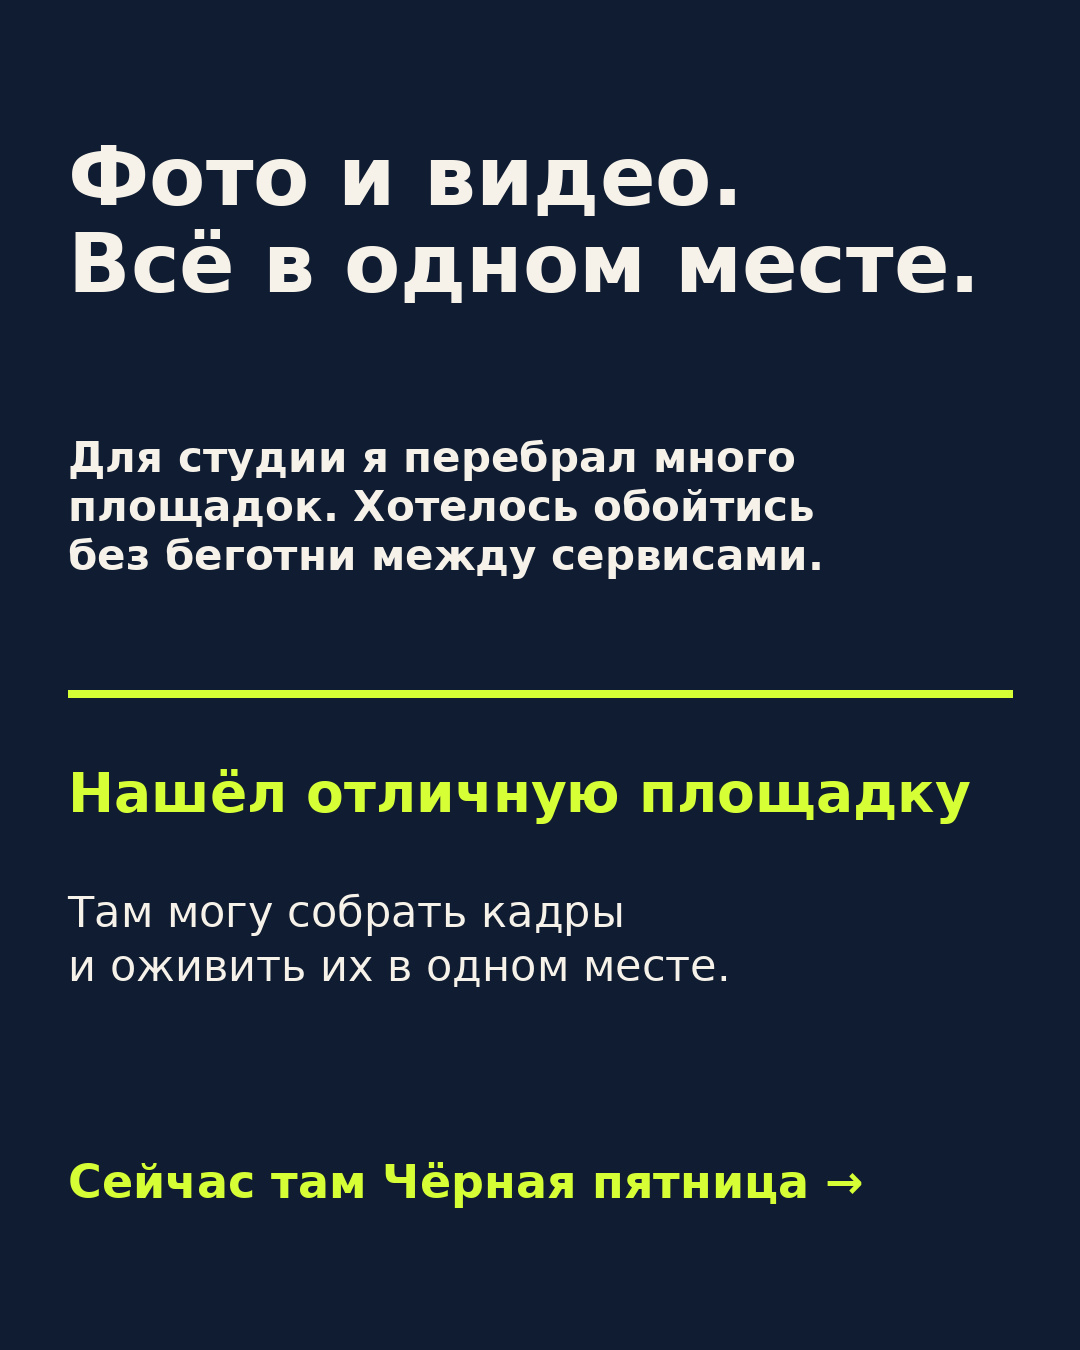 Фото и видео.
Всё в одном месте.
Для студии я перебрал много
площадок. Хотелось обойтись
без беготни между сервисами.
Нашёл отличную площадку
Там могу собрать кадры
и оживить их в одном месте.
Сейчас там Чёрная пятница →